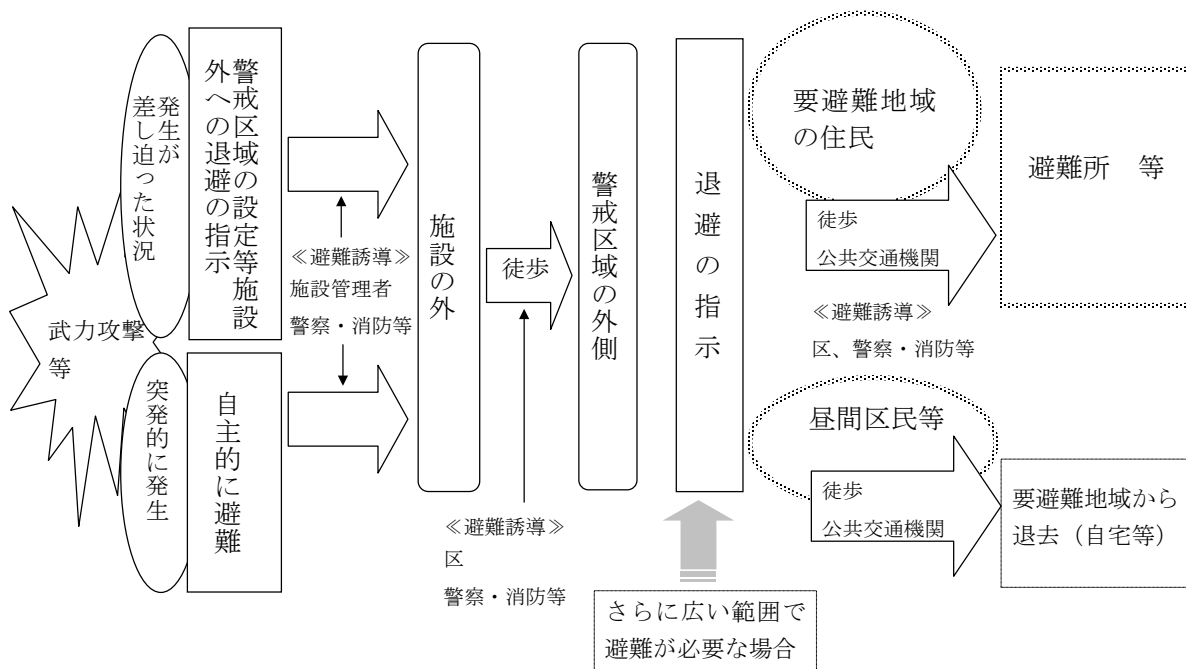 武力攻撃
等
発生が
差し迫った状況
警戒区域の設定等施設
外への退避の指示
突発的に発生
自主的に避難
≪避難誘導≫
施設管理者
警察・消防等
施設の外
徒歩
≪避難誘導≫
区
警察・消防等
警戒区域の外側
退避の指示
さらに広い範囲で
避難が必要な場合
要避難地域
の住民
徒歩
公共交通機関
≪避難誘導≫
区、警察・消防等
避難所　等
昼間区民等
徒歩
公共交通機関
要避難地域から
退去（自宅等）